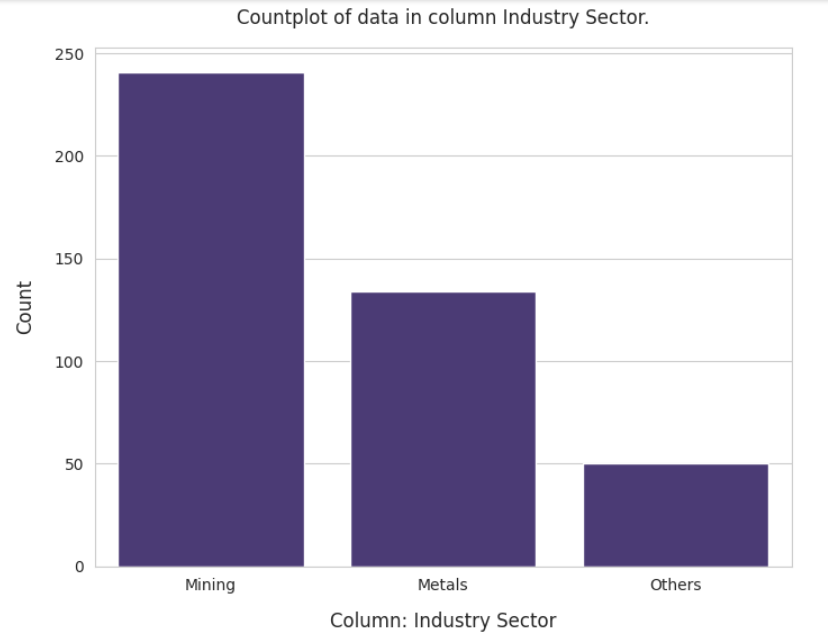 Countplot of data in column Industry Sector.
250
200
150
100
50
0
Count
Mining Metals Others
Column: Industry Sector